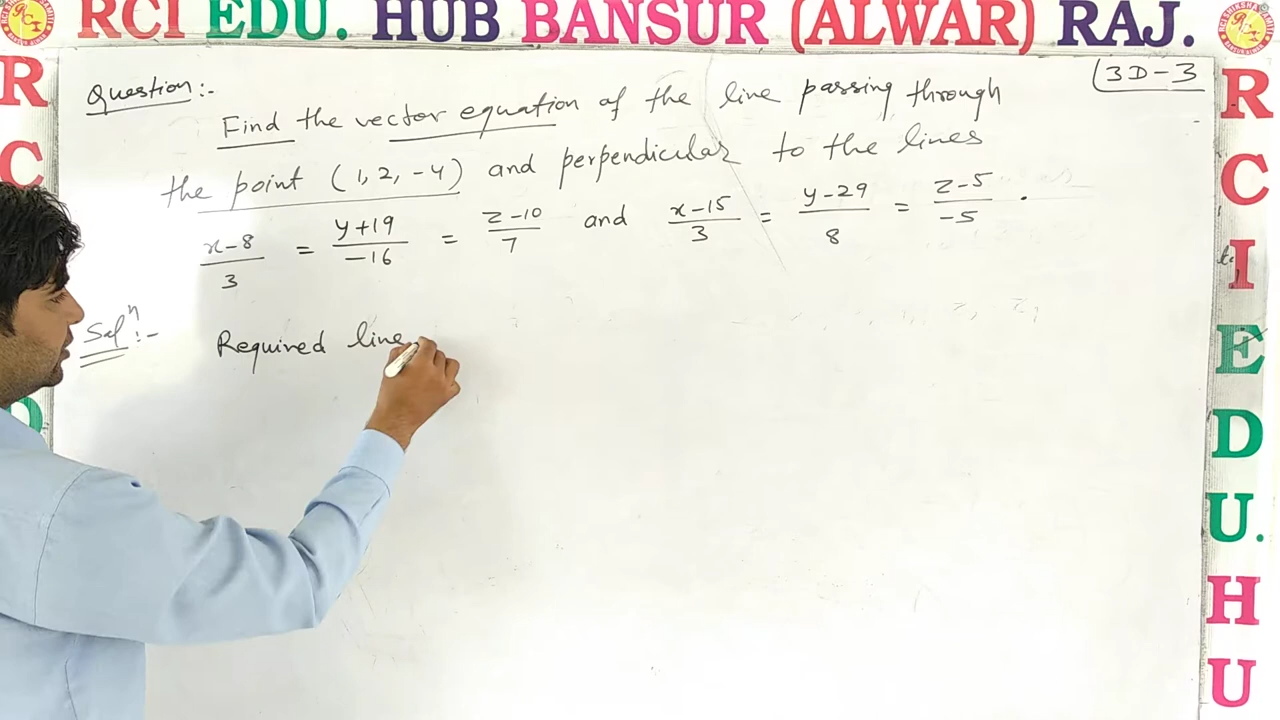 RCI EDU. HUB BANSUR (ALWAR) RAJ.
3D-3
Question:-
Find the vector equation of the line passing through
the point (1, 2, -4) and perpendicular to the lines
x-8/3 = y+19/-16 = z-10/7 and x-15/3 = y-29/8 = z-5/-5 .
Solⁿ:-
Required line
R
C
R
C
I
E
D
U.
H
U